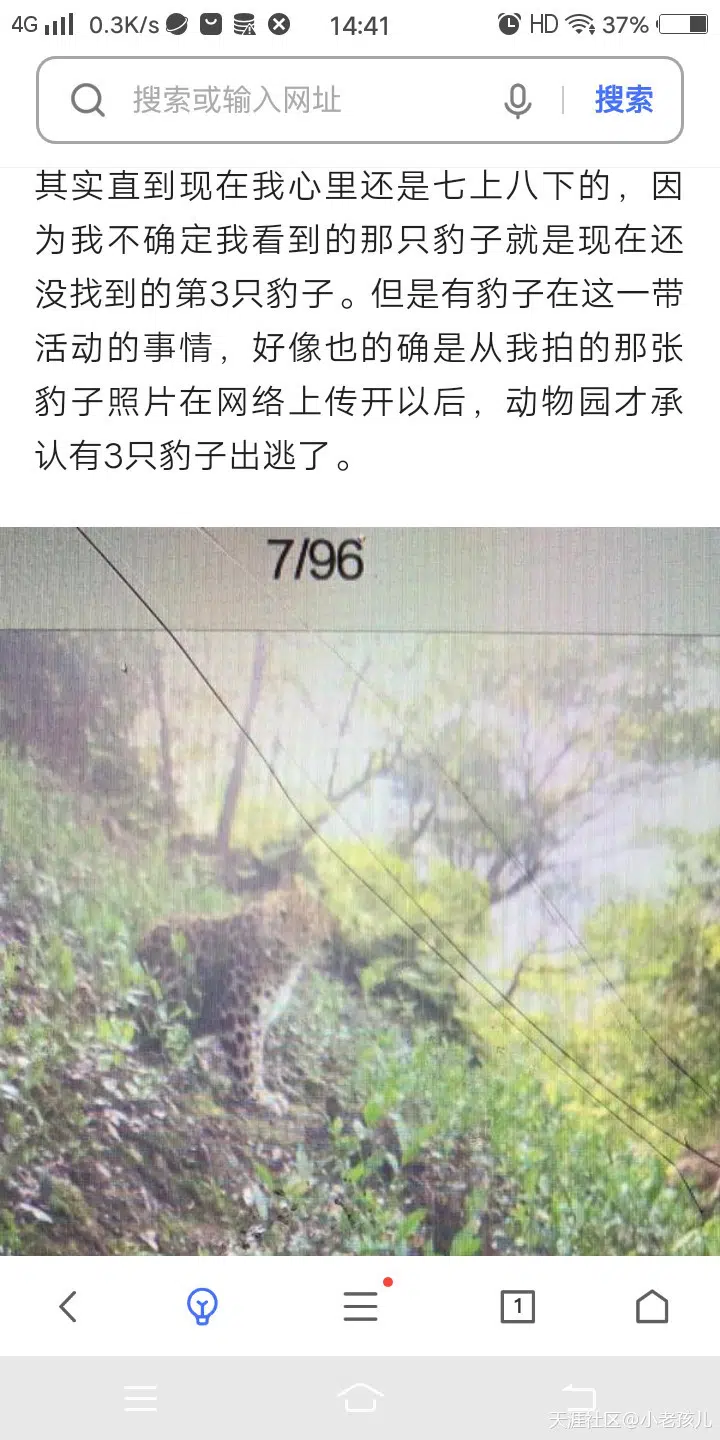 4G 0.3K/s 14:41 HD 37%
搜索或输入网址 搜索
其实直到现在我心里还是七上八下的，因
为我不确定我看到的那只豹子就是现在还
没找到的第3只豹子。但是有豹子在这一带
活动的事情，好像也的确是从我拍的那张
豹子照片在网络上传开以后，动物园才承
认有3只豹子出逃了。
7/96
1
天涯社区@小老孩儿